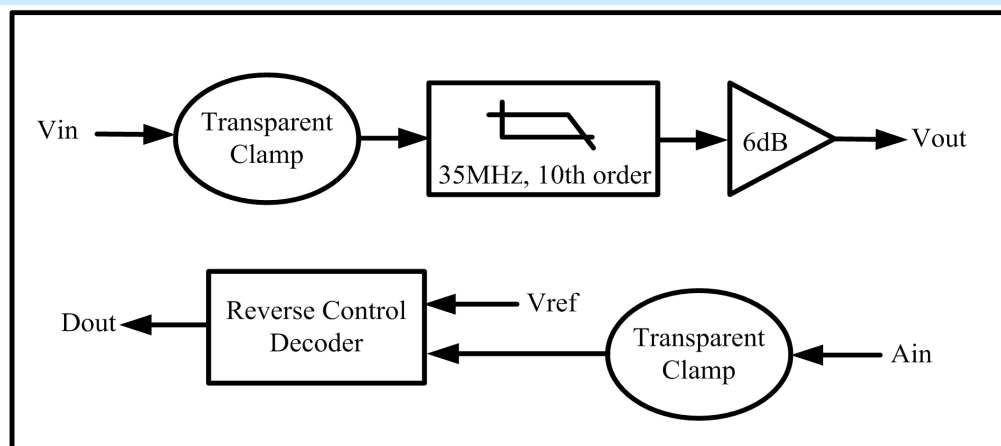 Vin
Transparent
Clamp
35MHz, 10th order
6dB
Vout
Dout
Reverse Control
Decoder
Vref
Transparent
Clamp
Ain